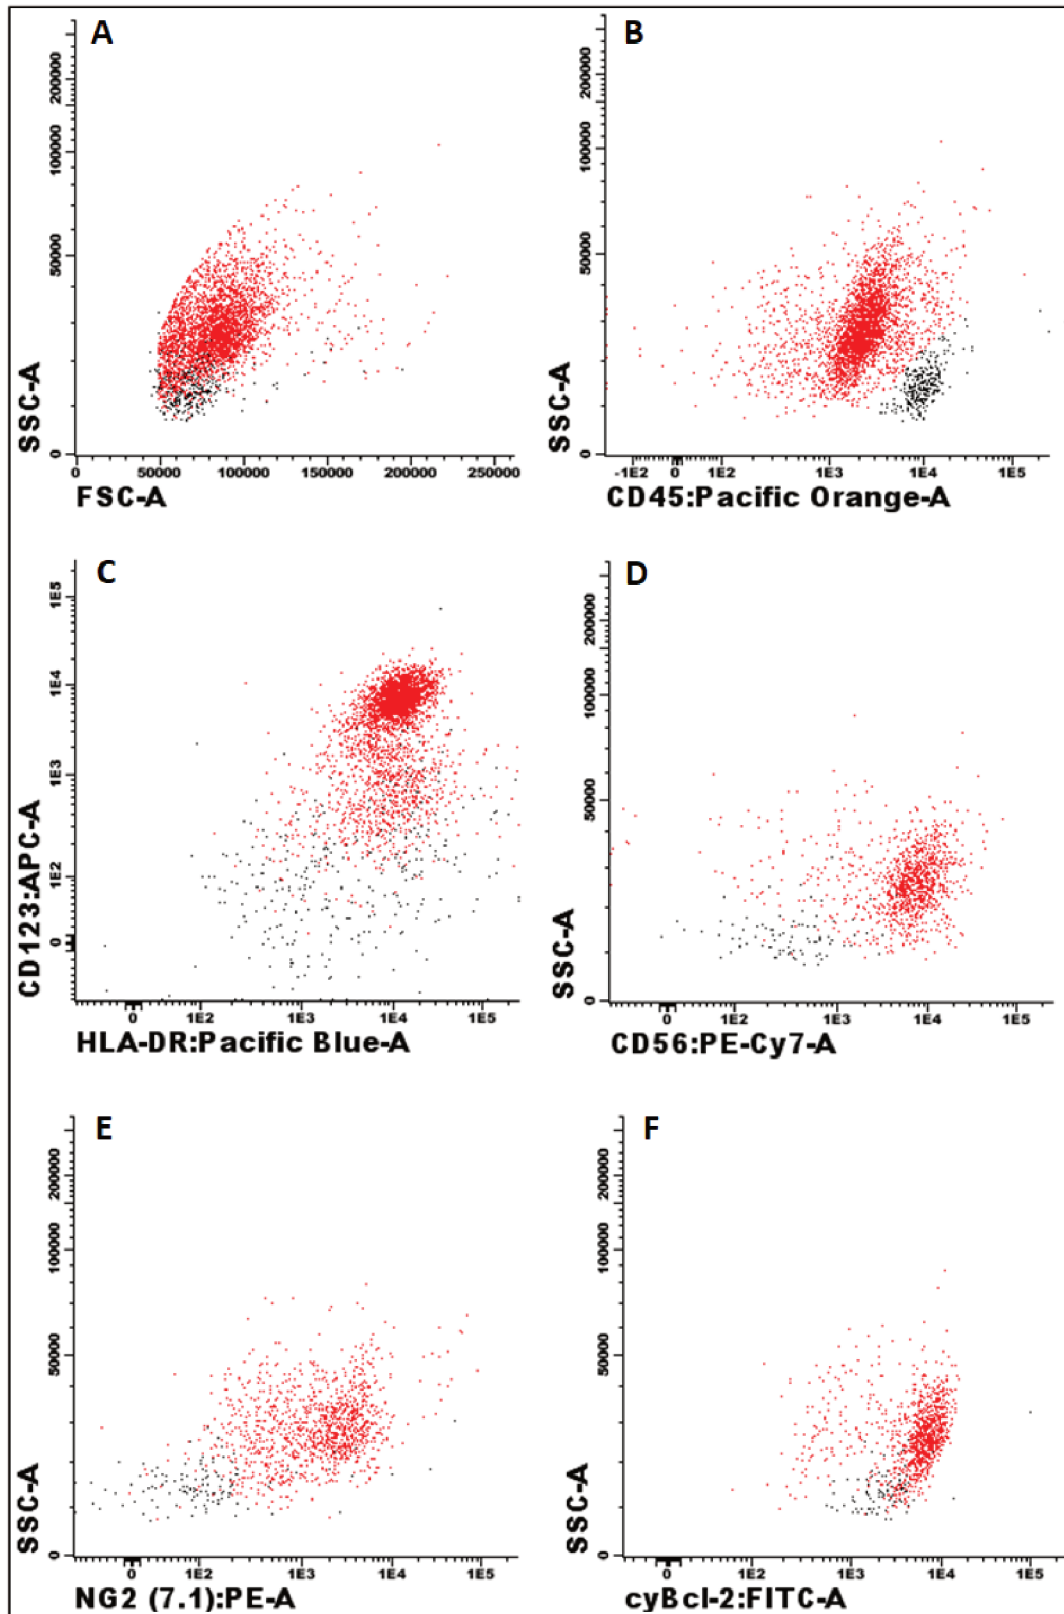 A
B
200000
100000
50000
0
SSC-A
0 50000 100000 150000 200000 250000
FSC-A
200000
100000
50000
0
SSC-A
-1E2 0 1E2 1E3 1E4 1E5
CD45:Pacific Orange-A
C
D
1E5
1E4
1E3
1E2
0
CD123:APC-A
0 1E2 1E3 1E4 1E5
HLA-DR:Pacific Blue-A
200000
100000
50000
0
SSC-A
0 1E2 1E3 1E4 1E5
CD56:PE-Cy7-A
E
F
200000
100000
50000
0
SSC-A
0 1E2 1E3 1E4 1E5
NG2 (7.1):PE-A
200000
100000
50000
0
SSC-A
0 1E2 1E3 1E4 1E5
cyBcl-2:FITC-A